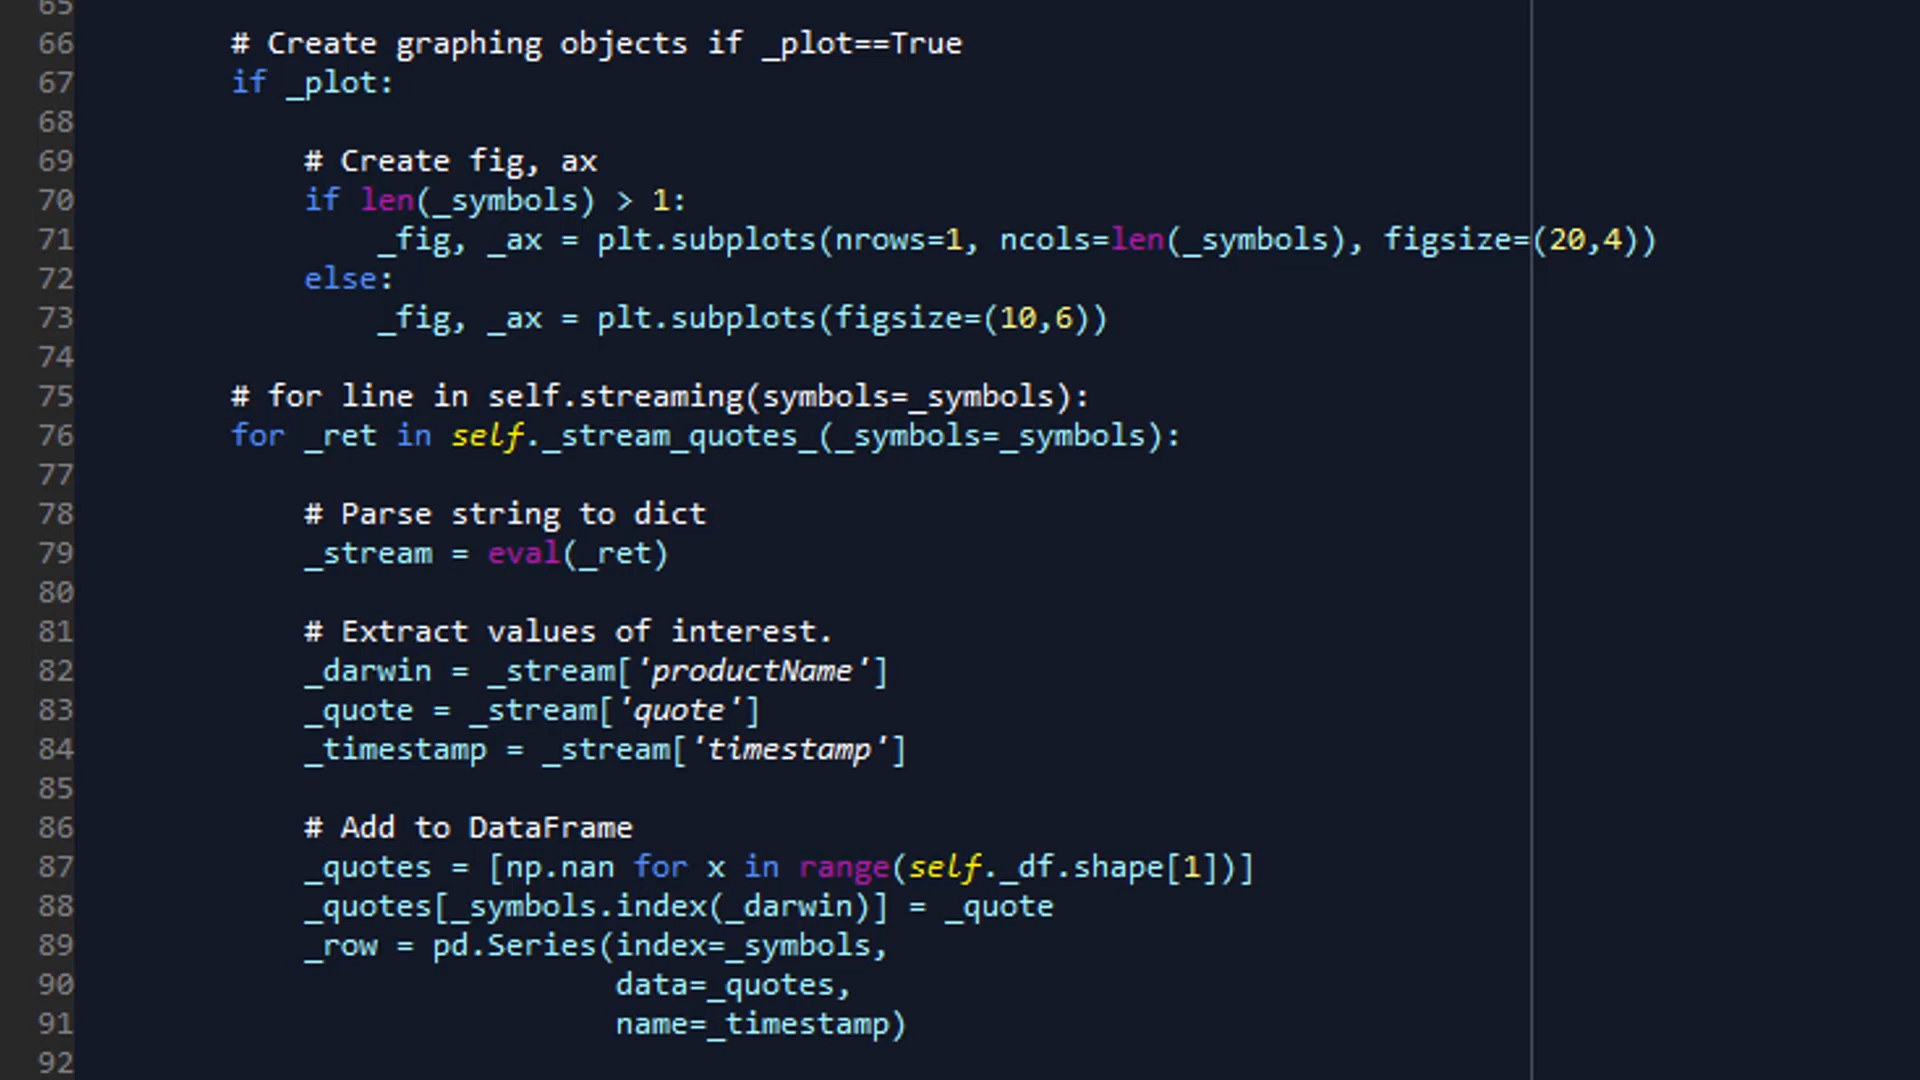 65
66 # Create graphing objects if _plot==True
67 if _plot:
68
69 # Create fig, ax
70 if len(_symbols) > 1:
71 _fig, _ax = plt.subplots(nrows=1, ncols=len(_symbols), figsize=(20,4))
72 else:
73 _fig, _ax = plt.subplots(figsize=(10,6))
74
75 # for line in self.streaming(symbols=_symbols):
76 for _ret in self._stream_quotes_(_symbols=_symbols):
77
78 # Parse string to dict
79 _stream = eval(_ret)
80
81 # Extract values of interest.
82 _darwin = _stream['productName']
83 _quote = _stream['quote']
84 _timestamp = _stream['timestamp']
85
86 # Add to DataFrame
87 _quotes = [np.nan for x in range(self._df.shape[1])]
88 _quotes[_symbols.index(_darwin)] = _quote
89 _row = pd.Series(index=_symbols,
90 data=_quotes,
91 name=_timestamp)
92